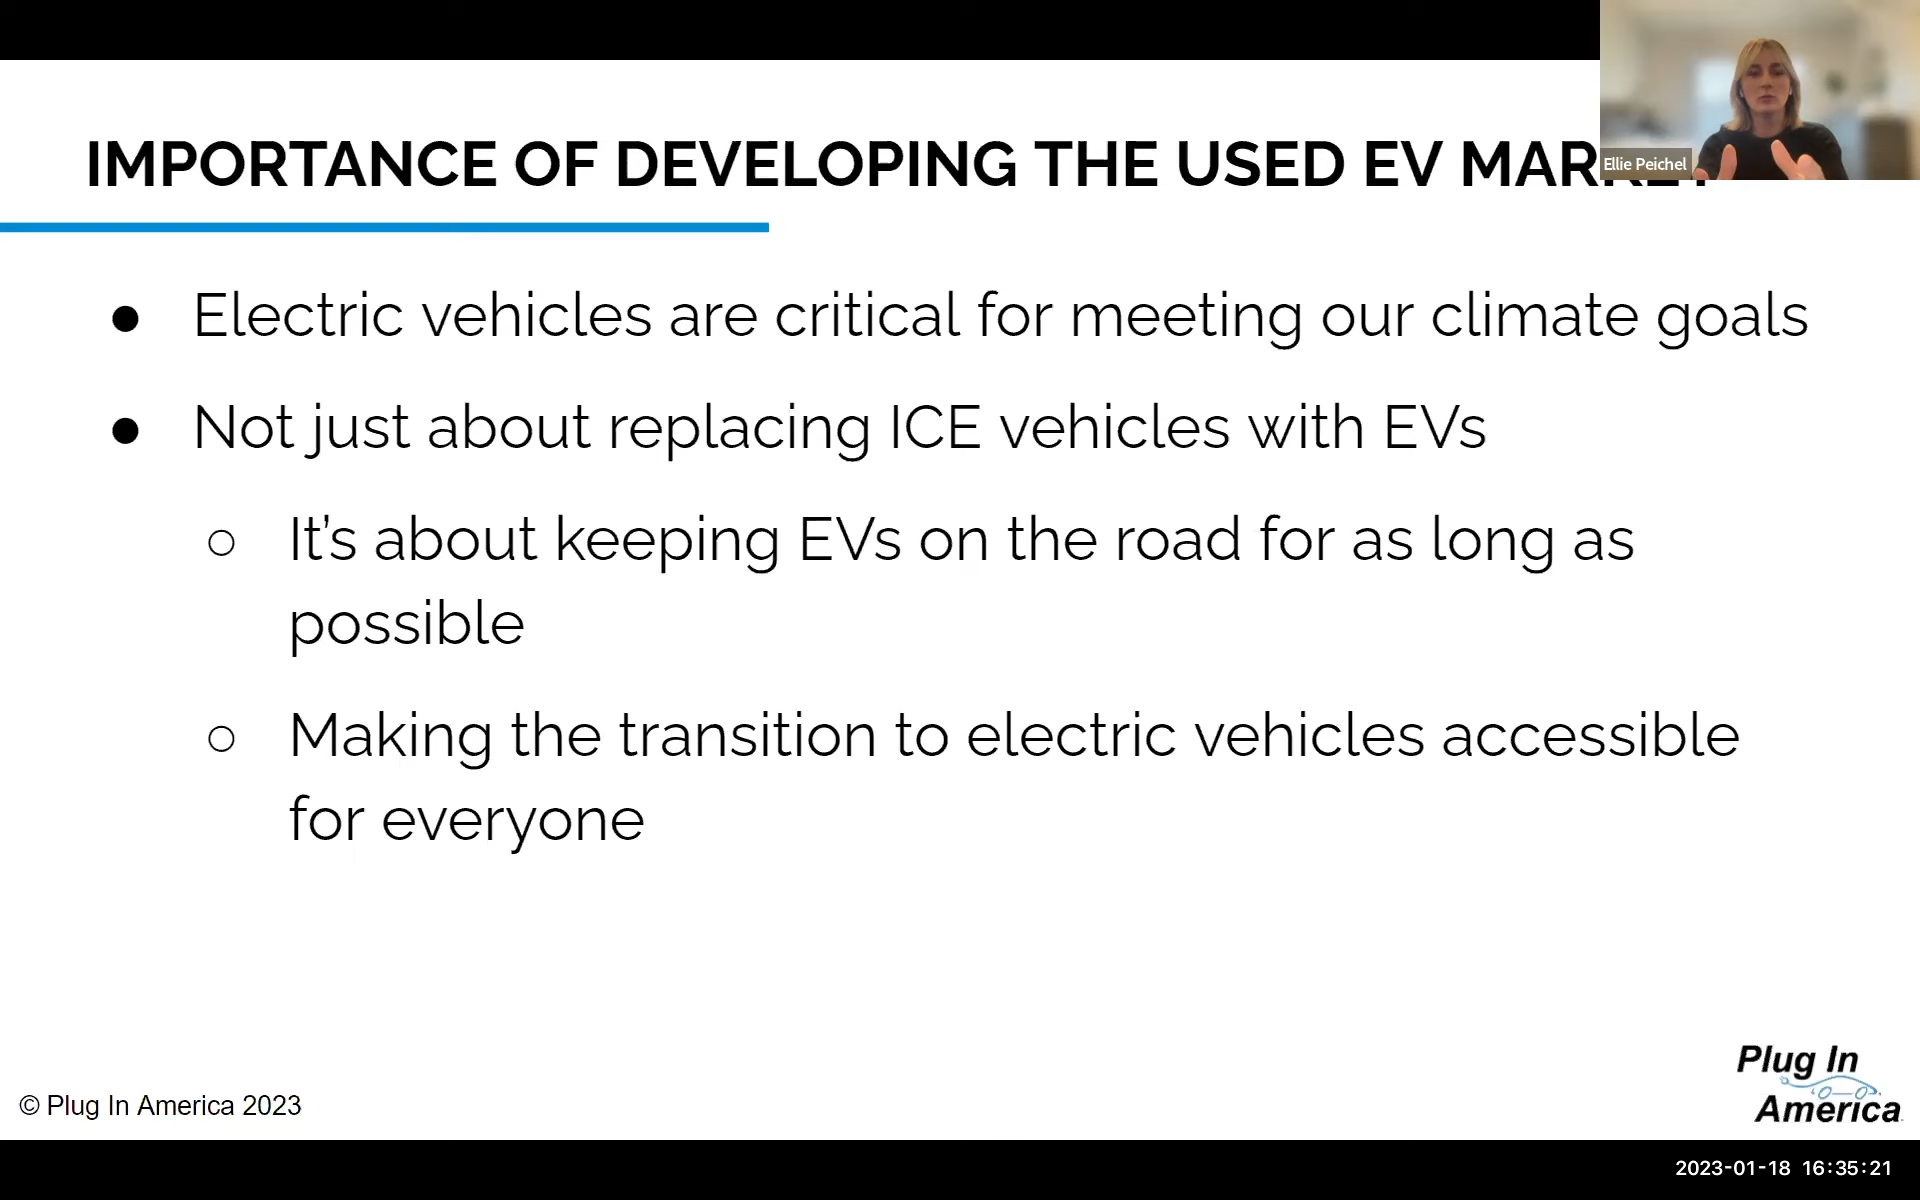 IMPORTANCE OF DEVELOPING THE USED EV MARKET
Ellie Peichel
● Electric vehicles are critical for meeting our climate goals
● Not just about replacing ICE vehicles with EVs
○ It's about keeping EVs on the road for as long as
possible
○ Making the transition to electric vehicles accessible
for everyone
© Plug In America 2023
Plug In
America
2023-01-18 16:35:21